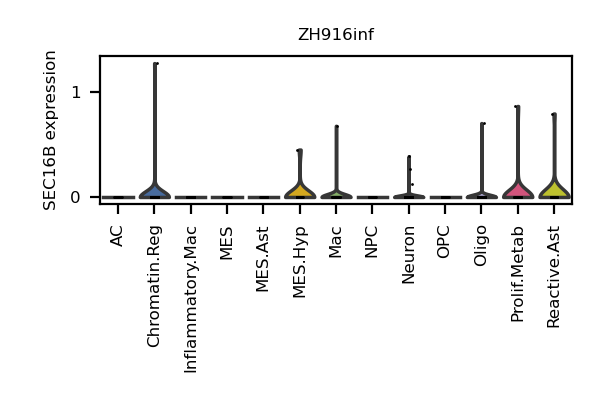 ZH916inf
SEC16B expression
1
0
AC
Chromatin.Reg
Inflammatory.Mac
MES
MES.Ast
MES.Hyp
Mac
NPC
Neuron
OPC
Oligo
Prolif.Metab
Reactive.Ast